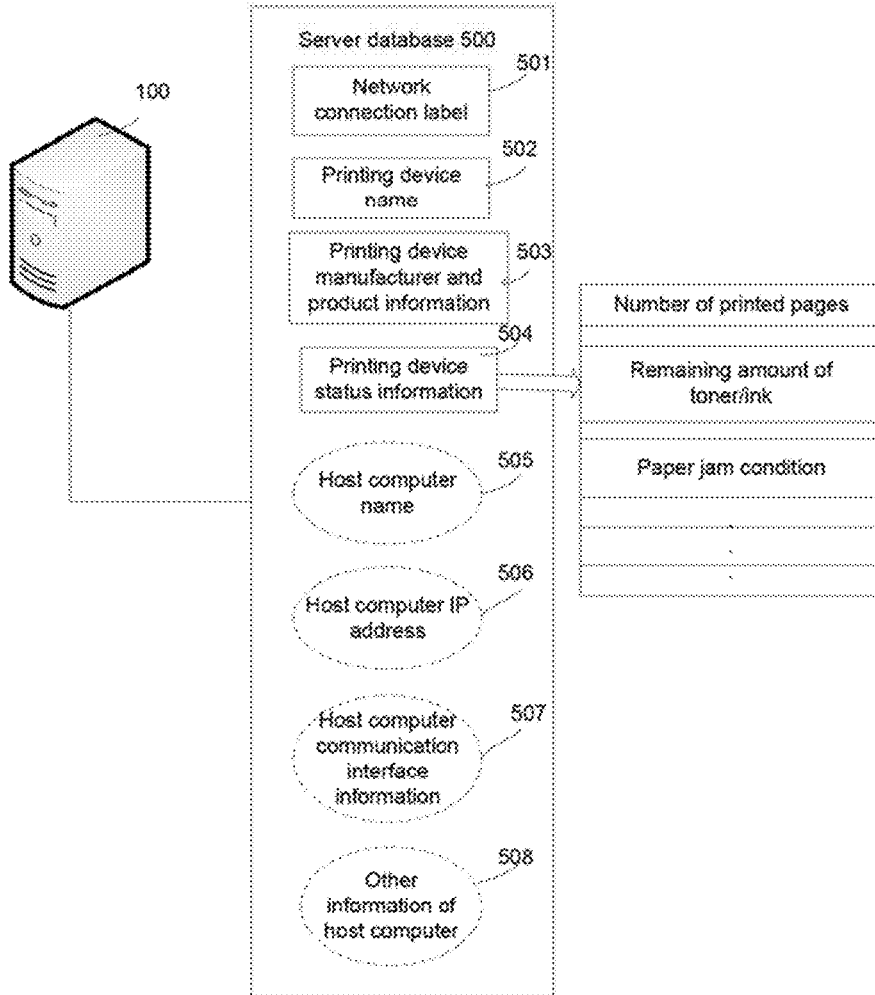 Server database 500
501
Network
connection label
100
502
Printing device
name
Printing device
manufacturer and
product information
503
504
Printing device
status information
Number of printed pages
Remaining amount of
toner/ink
Paper jam condition
.
.
.
505
Host computer
name
506
Host computer IP
address
507
Host computer
communication
interface
information
508
Other
information of
host computer